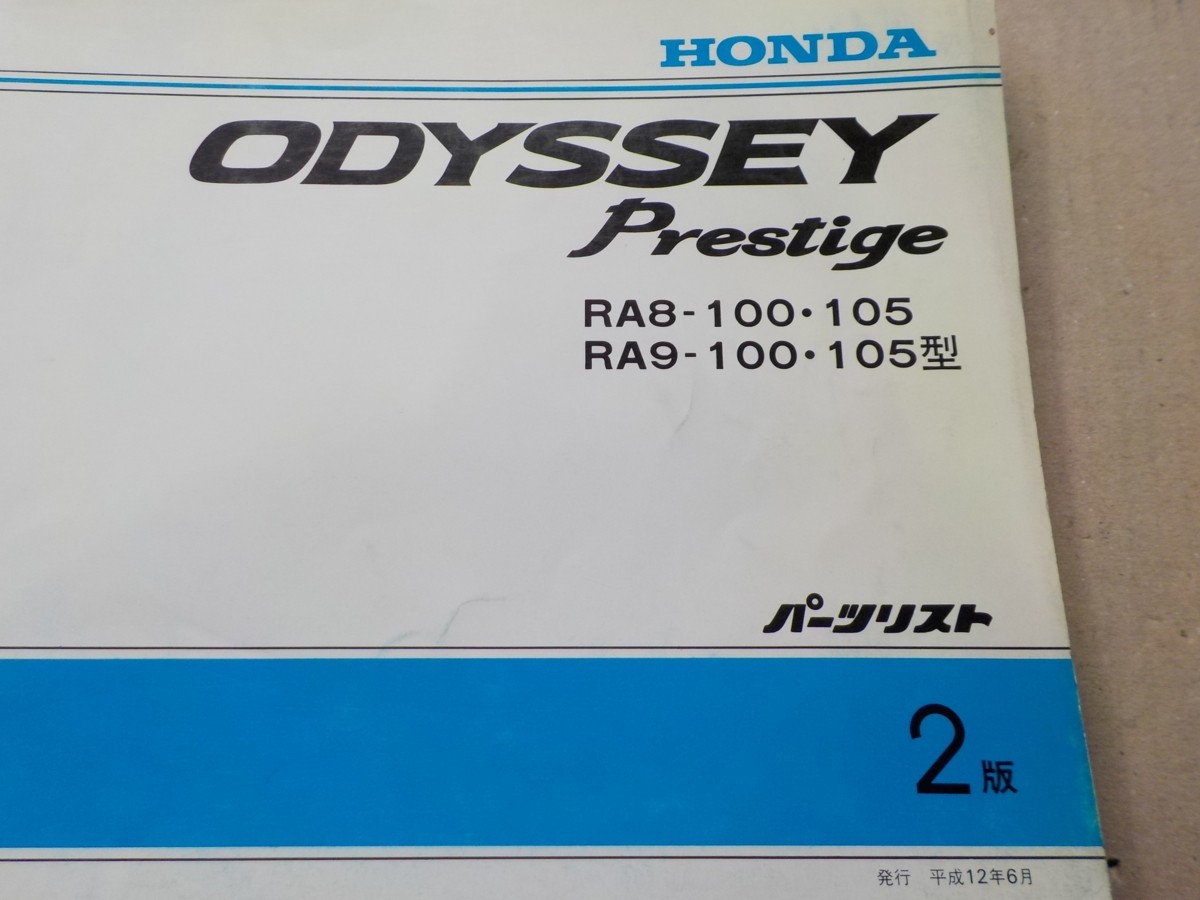 HONDA
ODYSSEY
Prestige
RA8-100・105
RA9-100・105型
パーツリスト
2版
発行 平成12年6月